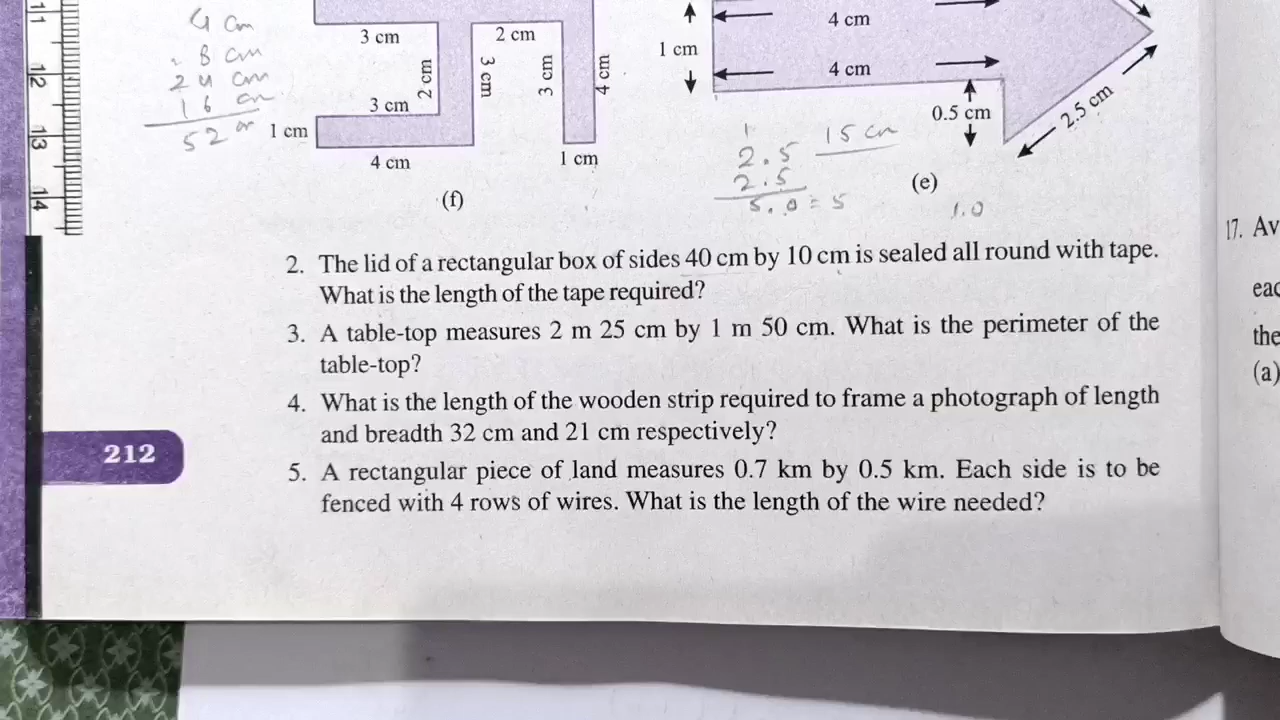 11
12
13
14
4 cm
8 cm
24 cm
16 cm
52 cm
3 cm
2 cm
2 cm
3 cm
3 cm
4 cm
3 cm
1 cm
4 cm
1 cm
(f)
4 cm
1 cm
4 cm
0.5 cm
2.5 cm
15 cm
1
2.5
2.5
5.0 = 5
(e)
1.0
2. The lid of a rectangular box of sides 40 cm by 10 cm is sealed all round with tape.
What is the length of the tape required?
3. A table-top measures 2 m 25 cm by 1 m 50 cm. What is the perimeter of the
table-top?
4. What is the length of the wooden strip required to frame a photograph of length
and breadth 32 cm and 21 cm respectively?
5. A rectangular piece of land measures 0.7 km by 0.5 km. Each side is to be
fenced with 4 rows of wires. What is the length of the wire needed?
212
17. Av
eac
the
(a)